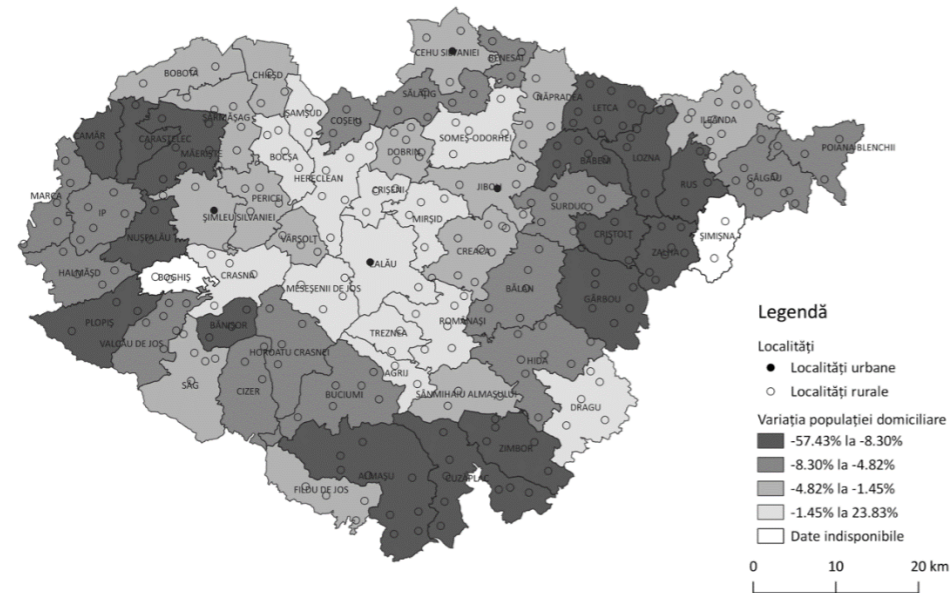 CEHU SILVANIEI
BENESAT
BOBOTA
CHIEȘD
SĂLĂȚIG
NĂPRADEA
LETCA
ILEANDA
SĂRMĂȘAG
ȘAMȘUD
COȘEIU
SOMEȘ-ODORHEI
CAMĂR
CARASTELEC
MĂERIȘTE
BOCȘA
DOBRIN
BĂBENI
LOZNA
POIANA BLENCHII
HERECLEAN
GÂLGĂU
RUS
MARCA
IP
PERICEI
CRIȘENI
JIBOU
SURDUC
ȘIMLEU SILVANIEI
MIRȘID
NUȘFALĂU
VÂRȘOLȚ
CREACA
CRISTOLȚ
ȘIMIȘNA
ZALHA
HALMĂȘD
BOGHIȘ
CRASNA
ZALĂU
MESEȘENII DE JOS
BĂLAN
GÂRBOU
PLOPIȘ
BĂNIȘOR
ROMÂNAȘI
VALCĂU DE JOS
TREZNEA
HOROATU CRASNEI
HIDA
AGRIJ
SÂG
CIZER
BUCIUMI
SÂNMIHAIU ALMAȘULUI
DRAGU
ZIMBOR
ALMAȘU
CUZĂPLAC
FILDU DE JOS
Legendă
Localități
Localități urbane
Localități rurale
Variația populației domiciliare
-57.43% la -8.30%
-8.30% la -4.82%
-4.82% la -1.45%
-1.45% la 23.83%
Date indisponibile
0 10 20 km